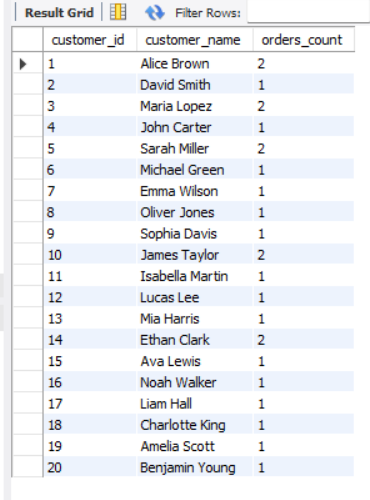 Result Grid Filter Rows:
customer_id customer_name orders_count
1 Alice Brown 2
2 David Smith 1
3 Maria Lopez 2
4 John Carter 1
5 Sarah Miller 2
6 Michael Green 1
7 Emma Wilson 1
8 Oliver Jones 1
9 Sophia Davis 1
10 James Taylor 2
11 Isabella Martin 1
12 Lucas Lee 1
13 Mia Harris 1
14 Ethan Clark 2
15 Ava Lewis 1
16 Noah Walker 1
17 Liam Hall 1
18 Charlotte King 1
19 Amelia Scott 1
20 Benjamin Young 1